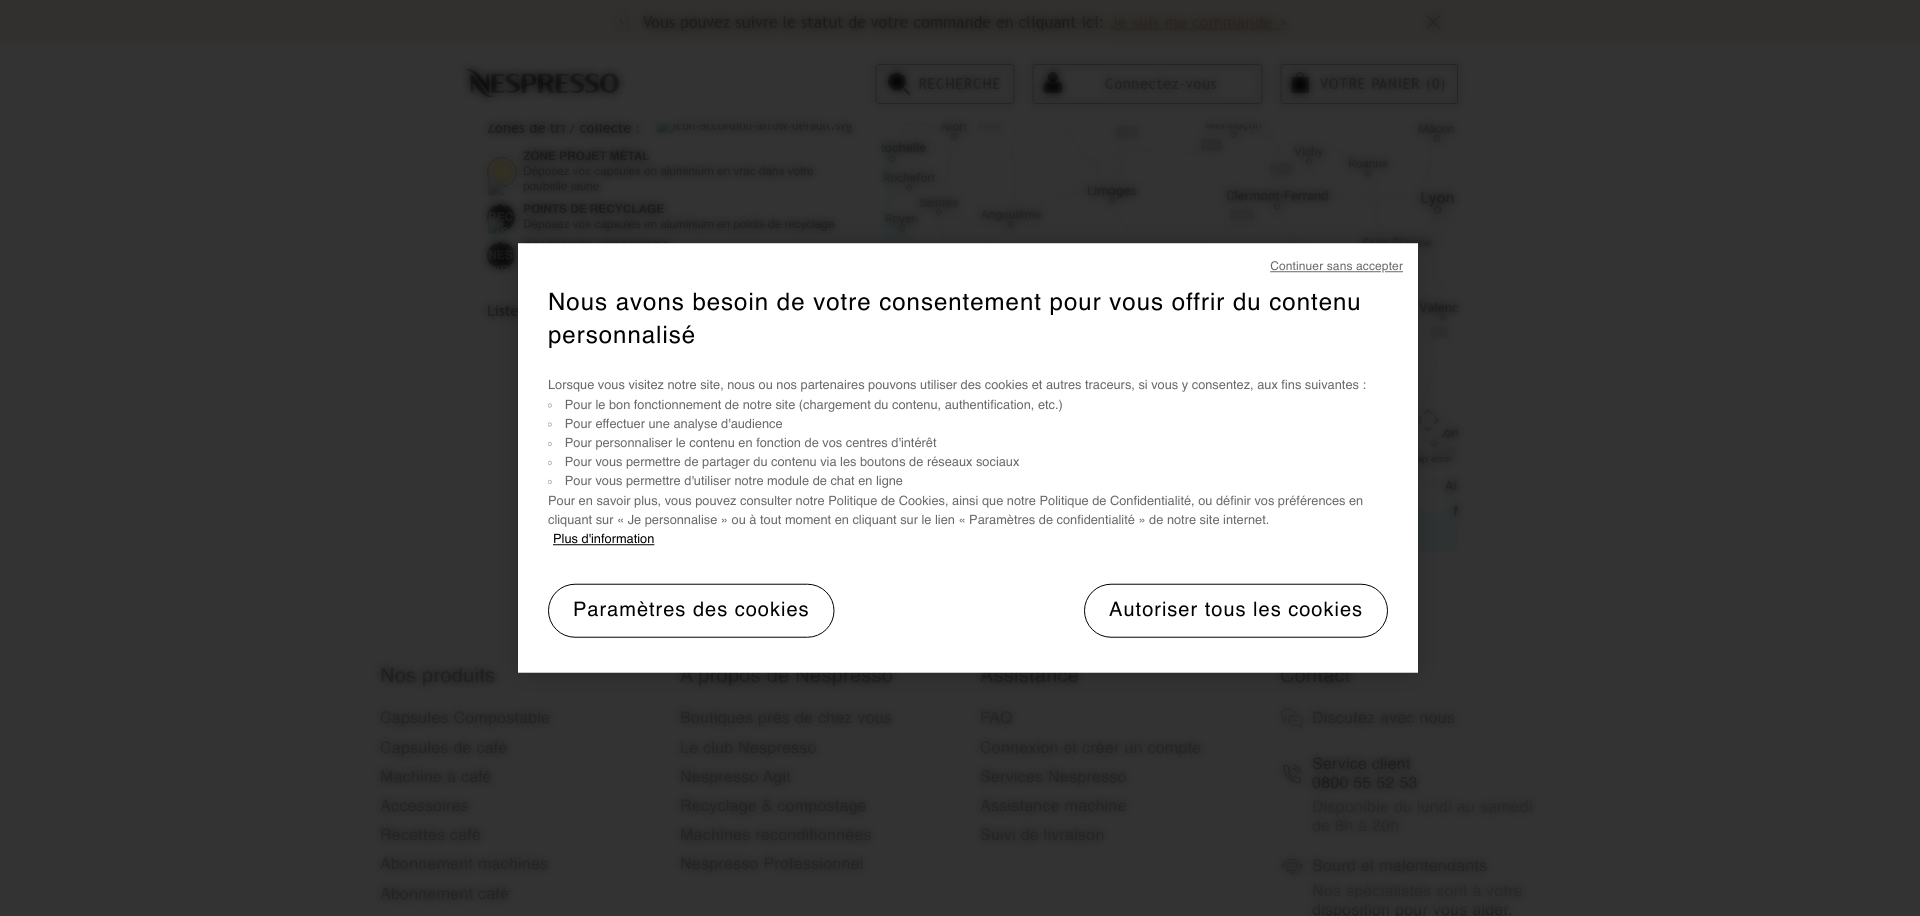 Vous pouvez suivre le statut de votre commande en cliquant ici: Je suis ma commande >
NESPRESSO
RECHERCHE
Connectez-vous
VOTRE PANIER (0)
Zones de tri / collecte :
icon-accordion-arrow-default.svg
ZONE PROJET MÉTAL
Déposez vos capsules en aluminium en vrac dans votre
poubelle jaune
POINTS DE RECYCLAGE
Déposez vos capsules en aluminium en points de recyclage
Niort
Rochefort
Saintes
Royan
Angoulême
Limoges
Montluçon
Vichy
Roanne
Mâcon
Clermont-Ferrand
Lyon
Continuer sans accepter
Nous avons besoin de votre consentement pour vous offrir du contenu
personnalisé
Lorsque vous visitez notre site, nous ou nos partenaires pouvons utiliser des cookies et autres traceurs, si vous y consentez, aux fins suivantes :
Pour le bon fonctionnement de notre site (chargement du contenu, authentification, etc.)
Pour effectuer une analyse d'audience
Pour personnaliser le contenu en fonction de vos centres d'intérêt
Pour vous permettre de partager du contenu via les boutons de réseaux sociaux
Pour vous permettre d'utiliser notre module de chat en ligne
Pour en savoir plus, vous pouvez consulter notre Politique de Cookies, ainsi que notre Politique de Confidentialité, ou définir vos préférences en
cliquant sur « Je personnalise » ou à tout moment en cliquant sur le lien « Paramètres de confidentialité » de notre site internet.
Plus d'information
Paramètres des cookies
Autoriser tous les cookies
Nos produits
Capsules Compostable
Capsules de café
Machine à café
Accessoires
Recettes café
Abonnement machines
Abonnement café
A propos de Nespresso
Boutiques près de chez vous
Le club Nespresso
Nespresso Agit
Recyclage & compostage
Machines reconditionnées
Nespresso Professionnel
Assistance
FAQ
Connexion et créer un compte
Services Nespresso
Assistance machine
Suivi de livraison
Contact
Discutez avec nous
Service client
0800 55 52 53
Disponible du lundi au samedi
de 8h à 20h
Sourd et malentendants
Nos spécialistes sont à votre
disposition pour vous aider.